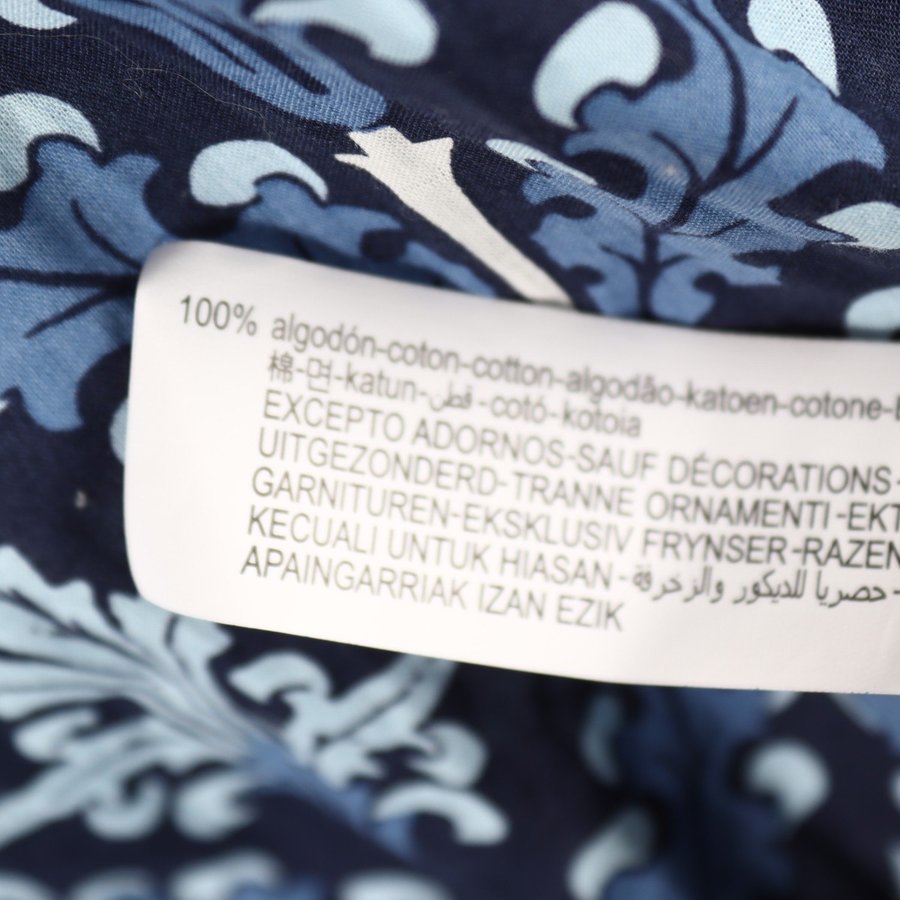 100% algodón-coton-cotton-algodão-katoen-cotone-
棉-면-katun-قطن-cotó-kotoia
EXCEPTO ADORNOS-SAUF DÉCORATIONS-
UITGEZONDERD-TRANNE ORNAMENTI-EKT
GARNITUREN-EKSKLUSIV FRYNSER-RAZEN
KECUALI UNTUK HIASAN-حصريا للديكور والزخرفة-
APAINGARRIAK IZAN EZIK